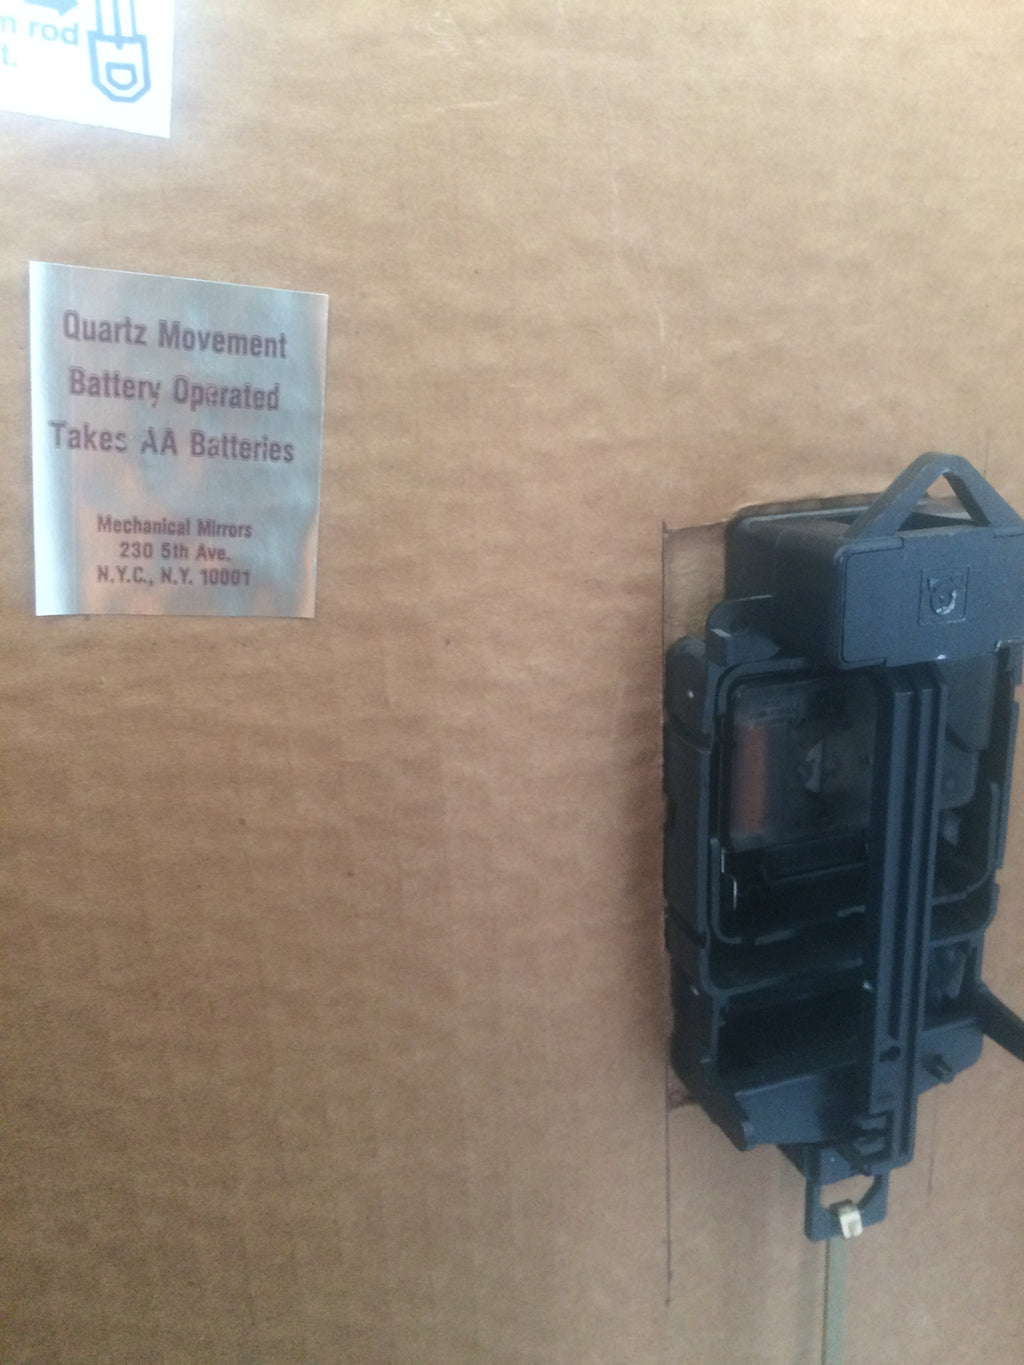 rod
t.
Quartz Movement
Battery Operated
Takes AA Batteries
Mechanical Mirrors
230 5th Ave.
N.Y.C., N.Y. 10001